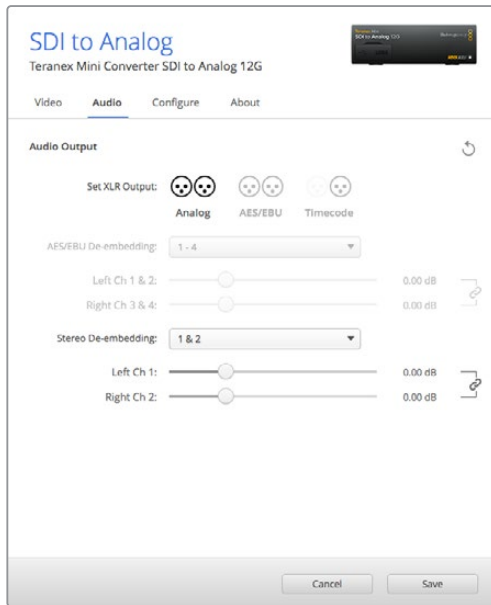 SDI to Analog
Teranex Mini Converter SDI to Analog 12G
Video Audio Configure About
Audio Output
Set XLR Output:
Analog AES/EBU Timecode
AES/EBU De-embedding: 1 - 4
Left Ch 1 & 2: 0.00 dB
Right Ch 3 & 4: 0.00 dB
Stereo De-embedding: 1 & 2
Left Ch 1: 0.00 dB
Right Ch 2: 0.00 dB
Cancel Save